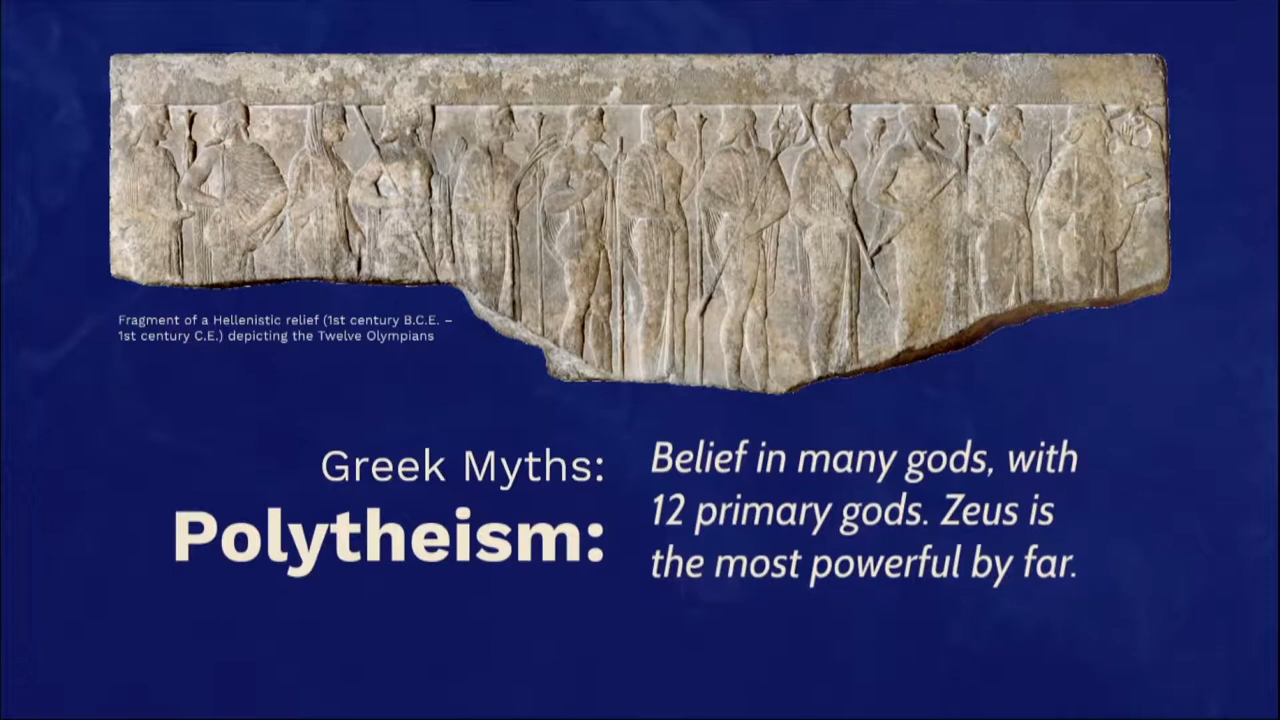 Fragment of a Hellenistic relief (1st century B.C.E. –
1st century C.E.) depicting the Twelve Olympians
Greek Myths:
Polytheism:
Belief in many gods, with
12 primary gods. Zeus is
the most powerful by far.